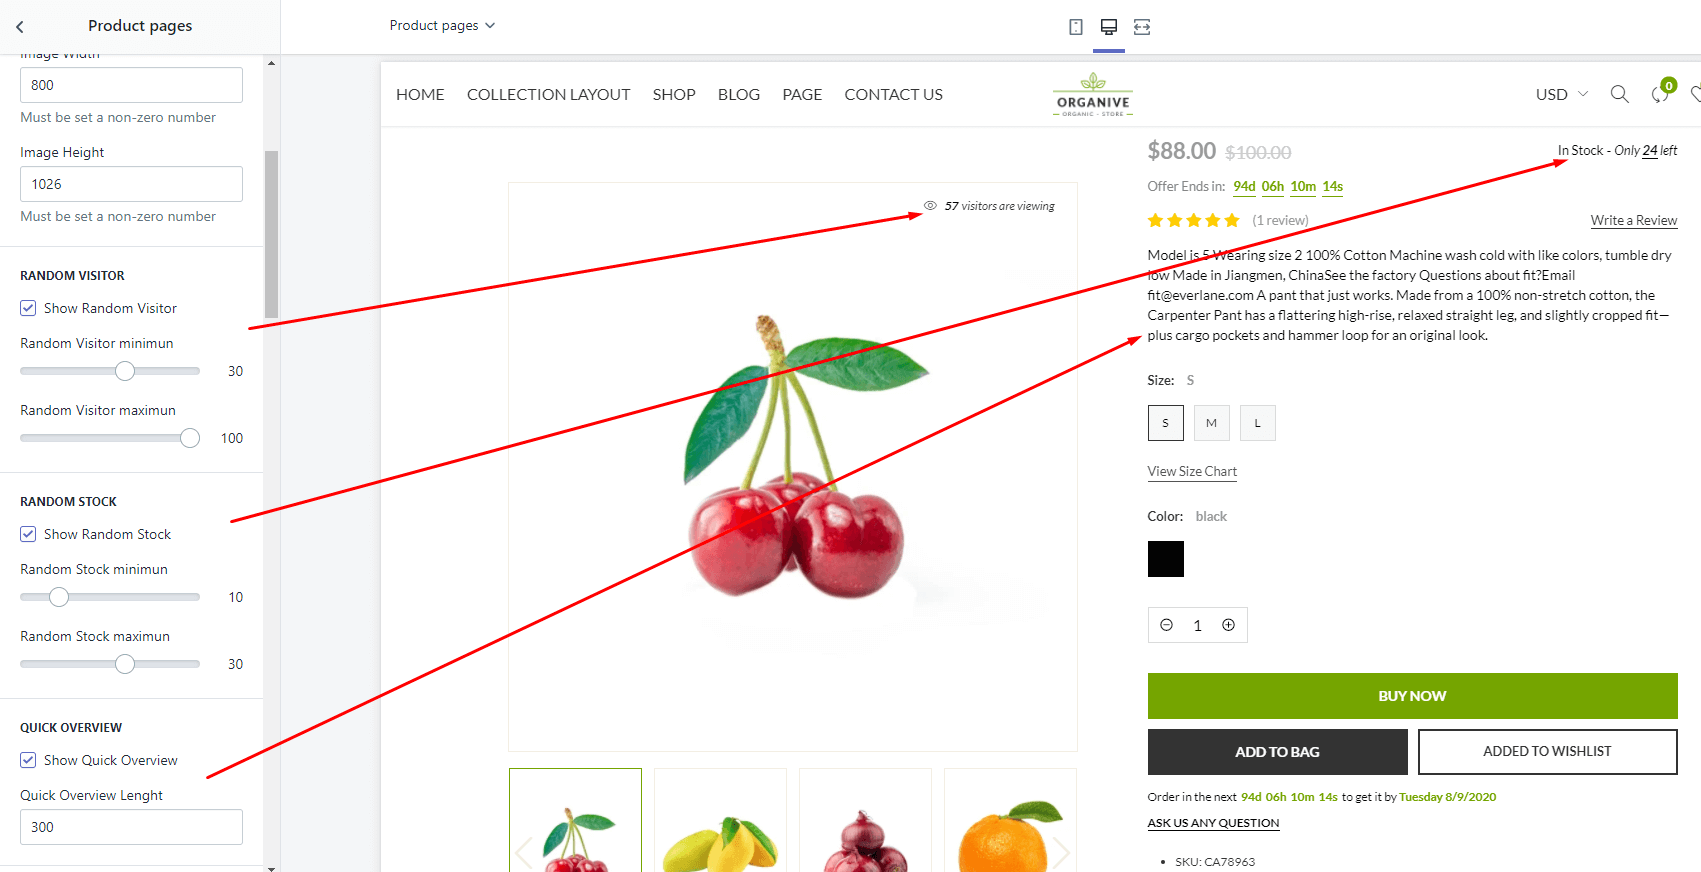 Product pages
Product pages
Image Width
800
Must be set a non-zero number
Image Height
1026
Must be set a non-zero number
RANDOM VISITOR
Show Random Visitor
Random Visitor minimun
30
Random Visitor maximun
100
RANDOM STOCK
Show Random Stock
Random Stock minimun
10
Random Stock maximun
30
QUICK OVERVIEW
Show Quick Overview
Quick Overview Lenght
300
HOME COLLECTION LAYOUT SHOP BLOG PAGE CONTACT US
ORGANIVE
ORGANIC - STORE
USD
0
57 visitors are viewing
$88.00 $100.00
In Stock - Only 24 left
Offer Ends in: 94d 06h 10m 14s
(1 review)
Write a Review
Model is 5 Wearing size 2 100% Cotton Machine wash cold with like colors, tumble dry
low Made in Jiangmen, ChinaSee the factory Questions about fit?Email
fit@everlane.com A pant that just works. Made from a 100% non-stretch cotton, the
Carpenter Pant has a flattering high-rise, relaxed straight leg, and slightly cropped fit—
plus cargo pockets and hammer loop for an original look.
Size: S
S M L
View Size Chart
Color: black
1
BUY NOW
ADD TO BAG
ADDED TO WISHLIST
Order in the next 94d 06h 10m 14s to get it by Tuesday 8/9/2020
ASK US ANY QUESTION
• SKU: CA78963